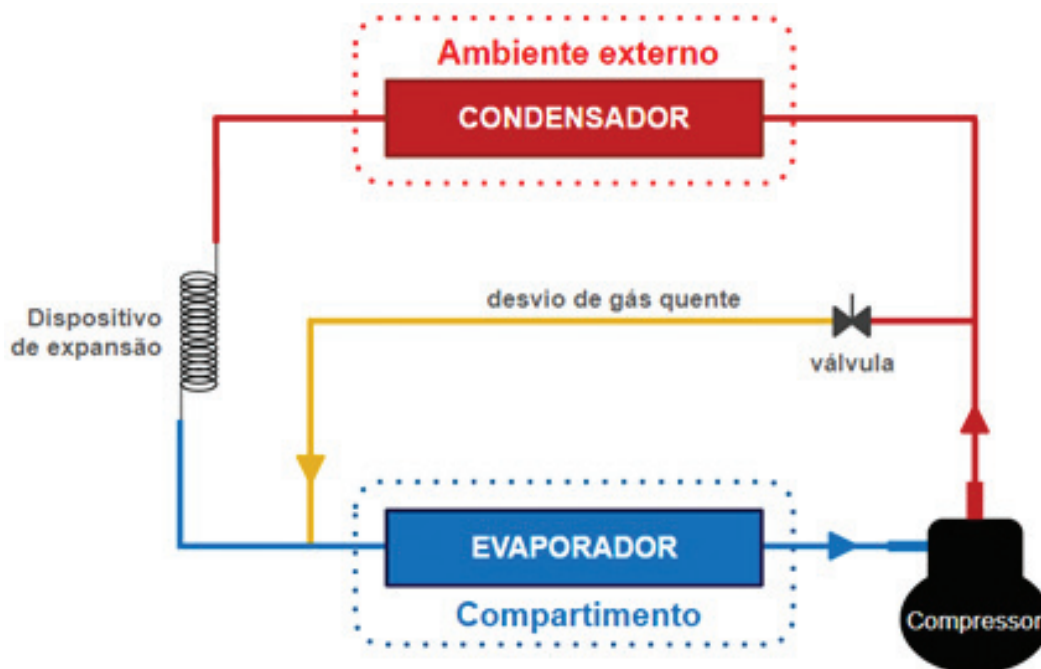 Ambiente externo
CONDENSADOR
desvio de gás quente
Dispositivo
de expansão
válvula
EVAPORADOR
Compartimento
Compressor